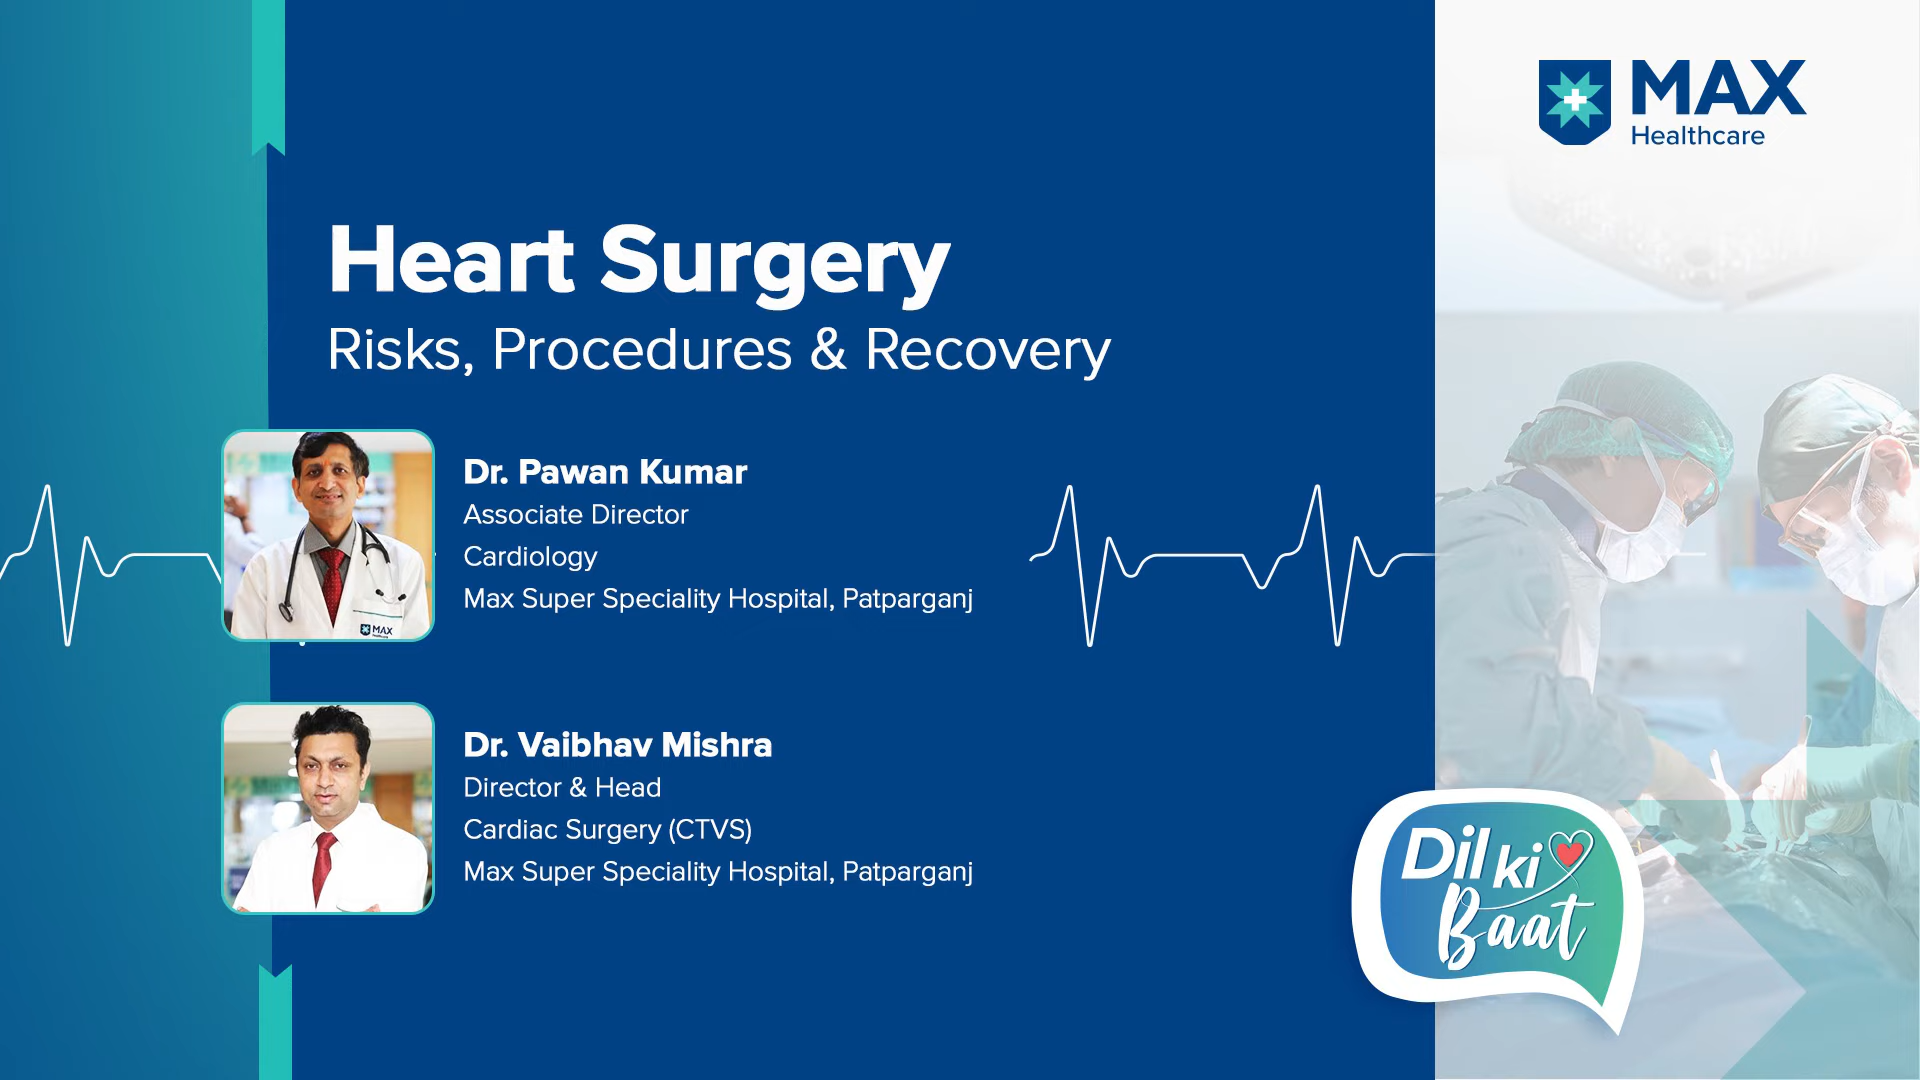 MAX
Healthcare
Heart Surgery
Risks, Procedures & Recovery
Dr. Pawan Kumar
Associate Director
Cardiology
Max Super Speciality Hospital, Patparganj
MAX
Dr. Vaibhav Mishra
Director & Head
Cardiac Surgery (CTVS)
Max Super Speciality Hospital, Patparganj
Dil ki
Baat